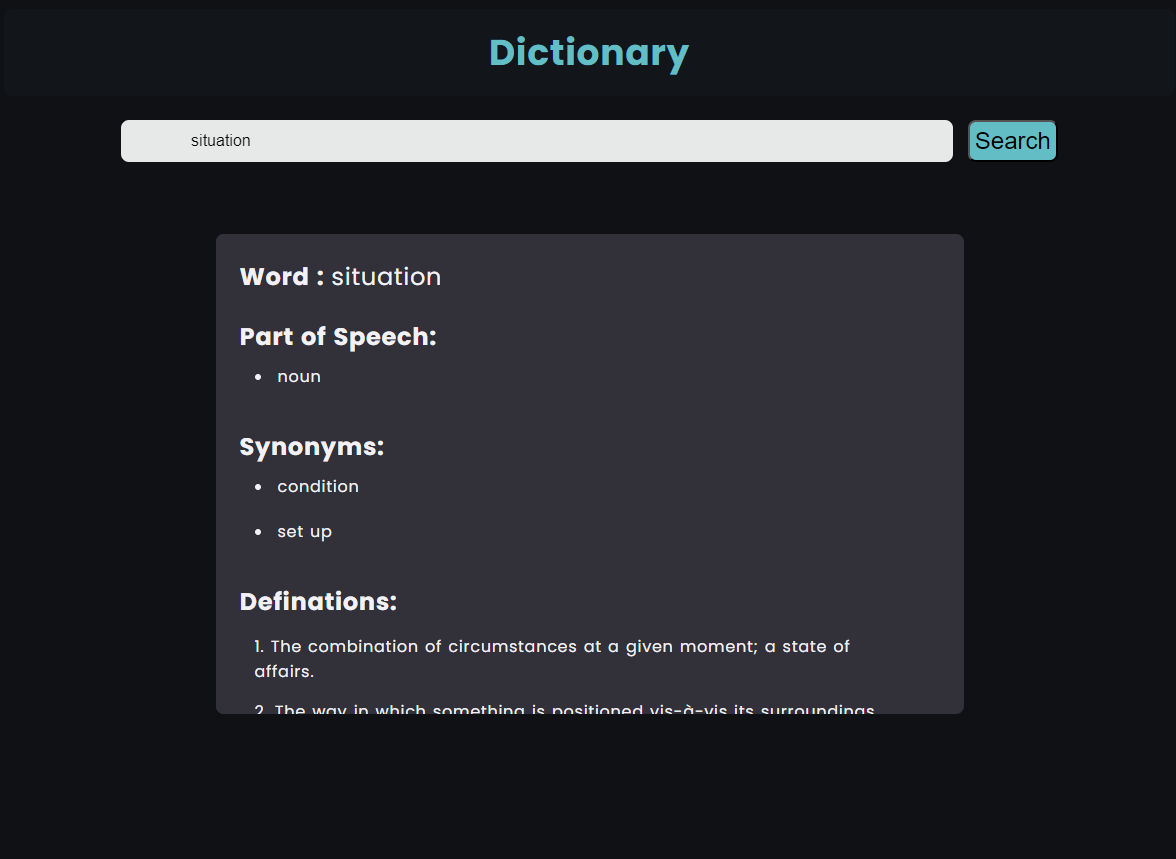 Dictionary
situation
Search
Word : situation
Part of Speech:
• noun
Synonyms:
• condition
• set up
Definations:
1. The combination of circumstances at a given moment; a state of
affairs.
2. The way in which something is positioned vis-à-vis its surroundings